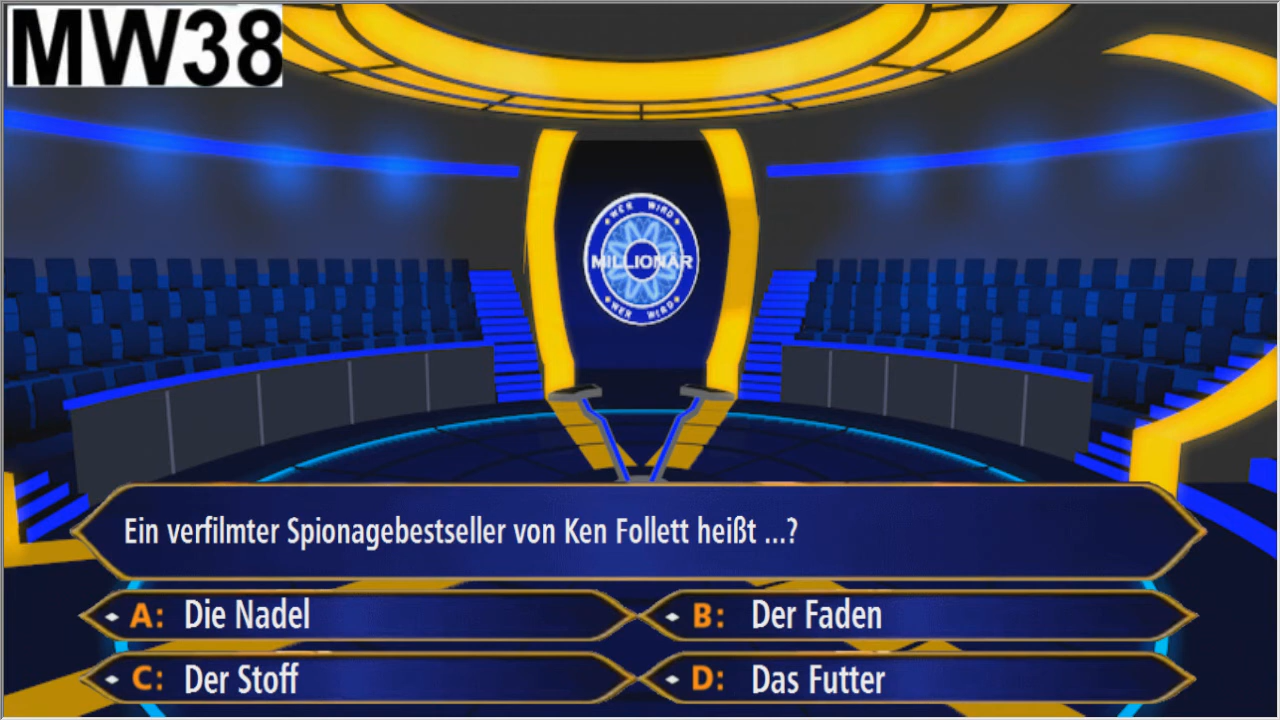 MW38
WER WIRD
MILLIONÄR
WER WIRD
Ein verfilmter Spionagebestseller von Ken Follett heißt ...?
A: Die Nadel
B: Der Faden
C: Der Stoff
D: Das Futter